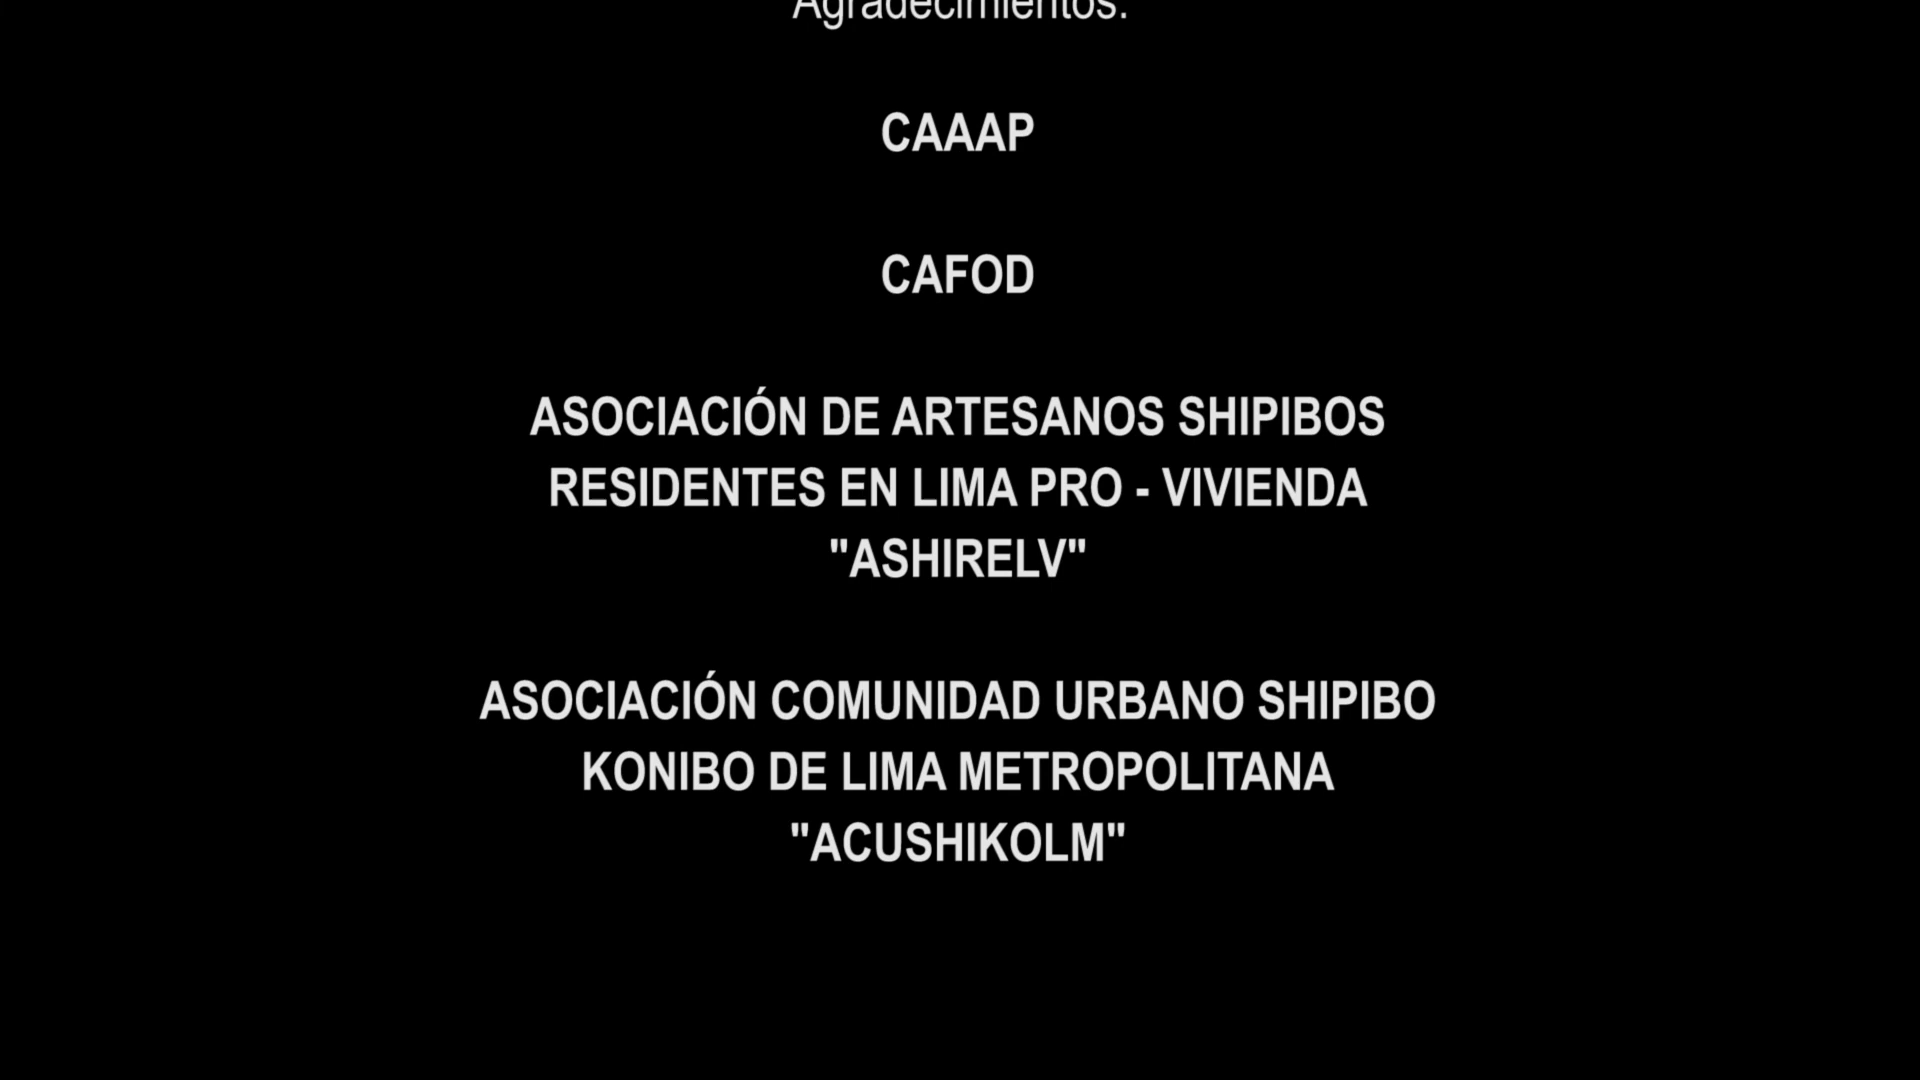 Agradecimientos:
CAAAP
CAFOD
ASOCIACIÓN DE ARTESANOS SHIPIBOS
RESIDENTES EN LIMA PRO - VIVIENDA
"ASHIRELV"
ASOCIACIÓN COMUNIDAD URBANO SHIPIBO
KONIBO DE LIMA METROPOLITANA
"ACUSHIKOLM"